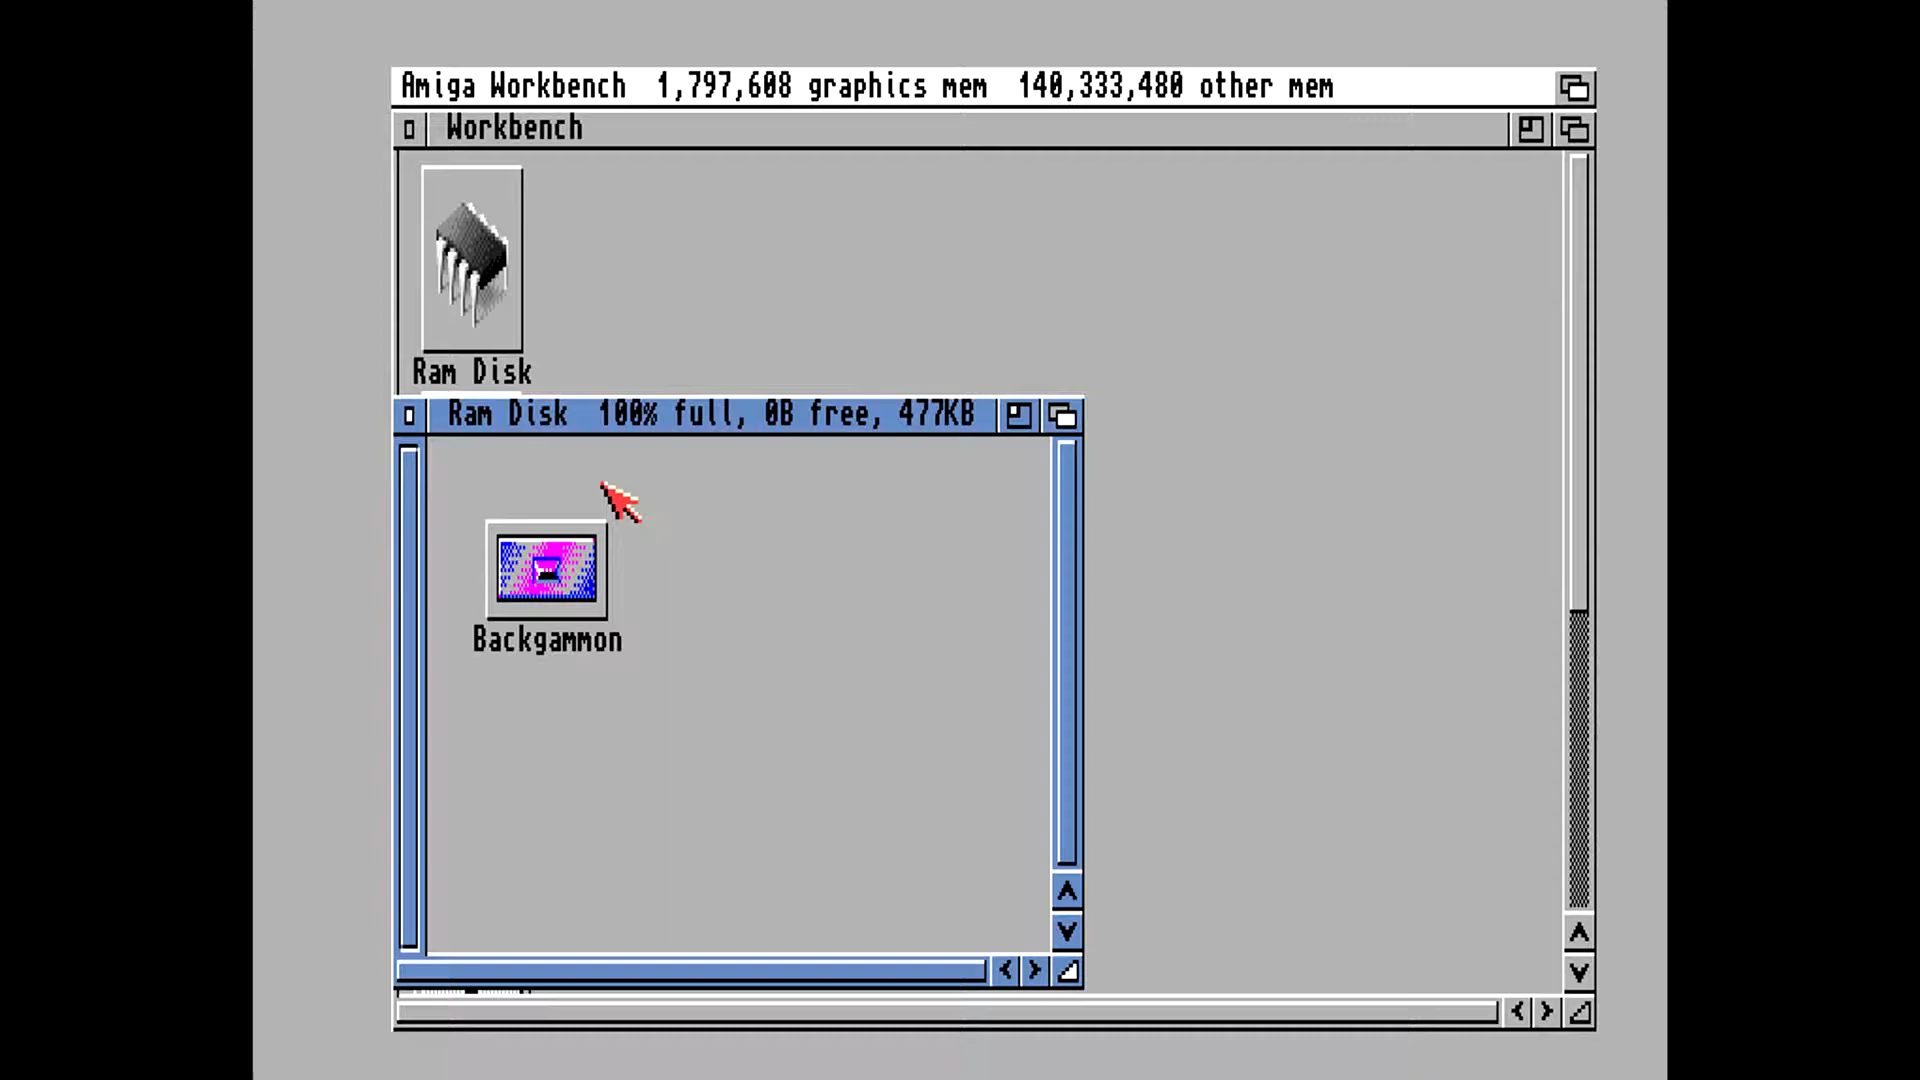 Amiga Workbench 1,797,608 graphics mem 140,333,480 other mem
Workbench
Ram Disk
Ram Disk 100% full, 0B free, 477KB
Backgammon